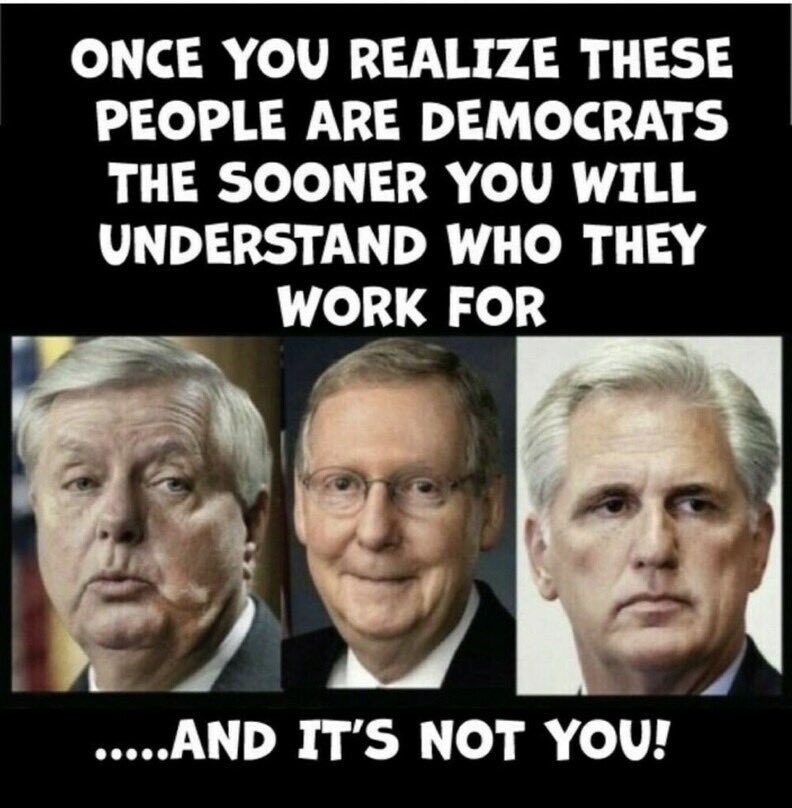 ONCE YOU REALIZE THESE
PEOPLE ARE DEMOCRATS
THE SOONER YOU WILL
UNDERSTAND WHO THEY
WORK FOR
.....AND IT'S NOT YOU!